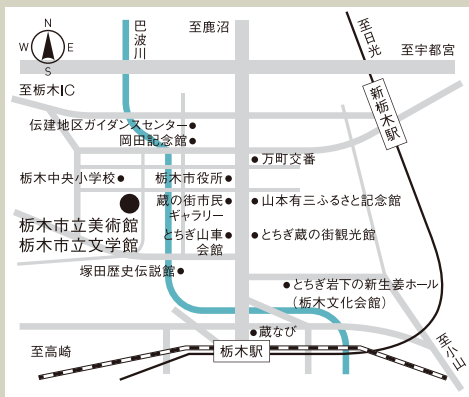 N
W E
S
巴波川
至鹿沼
至日光
至宇都宮
至栃木IC
新栃木駅
伝建地区ガイダンスセンター
岡田記念館
万町交番
栃木中央小学校
栃木市役所
蔵の街市民
ギャラリー
山本有三ふるさと記念館
栃木市立美術館
栃木市立文学館
とちぎ山車
会館
とちぎ蔵の街観光館
塚田歴史伝説館
とちぎ岩下の新生姜ホール
(栃木文化会館)
蔵なび
至高崎
栃木駅
至小山